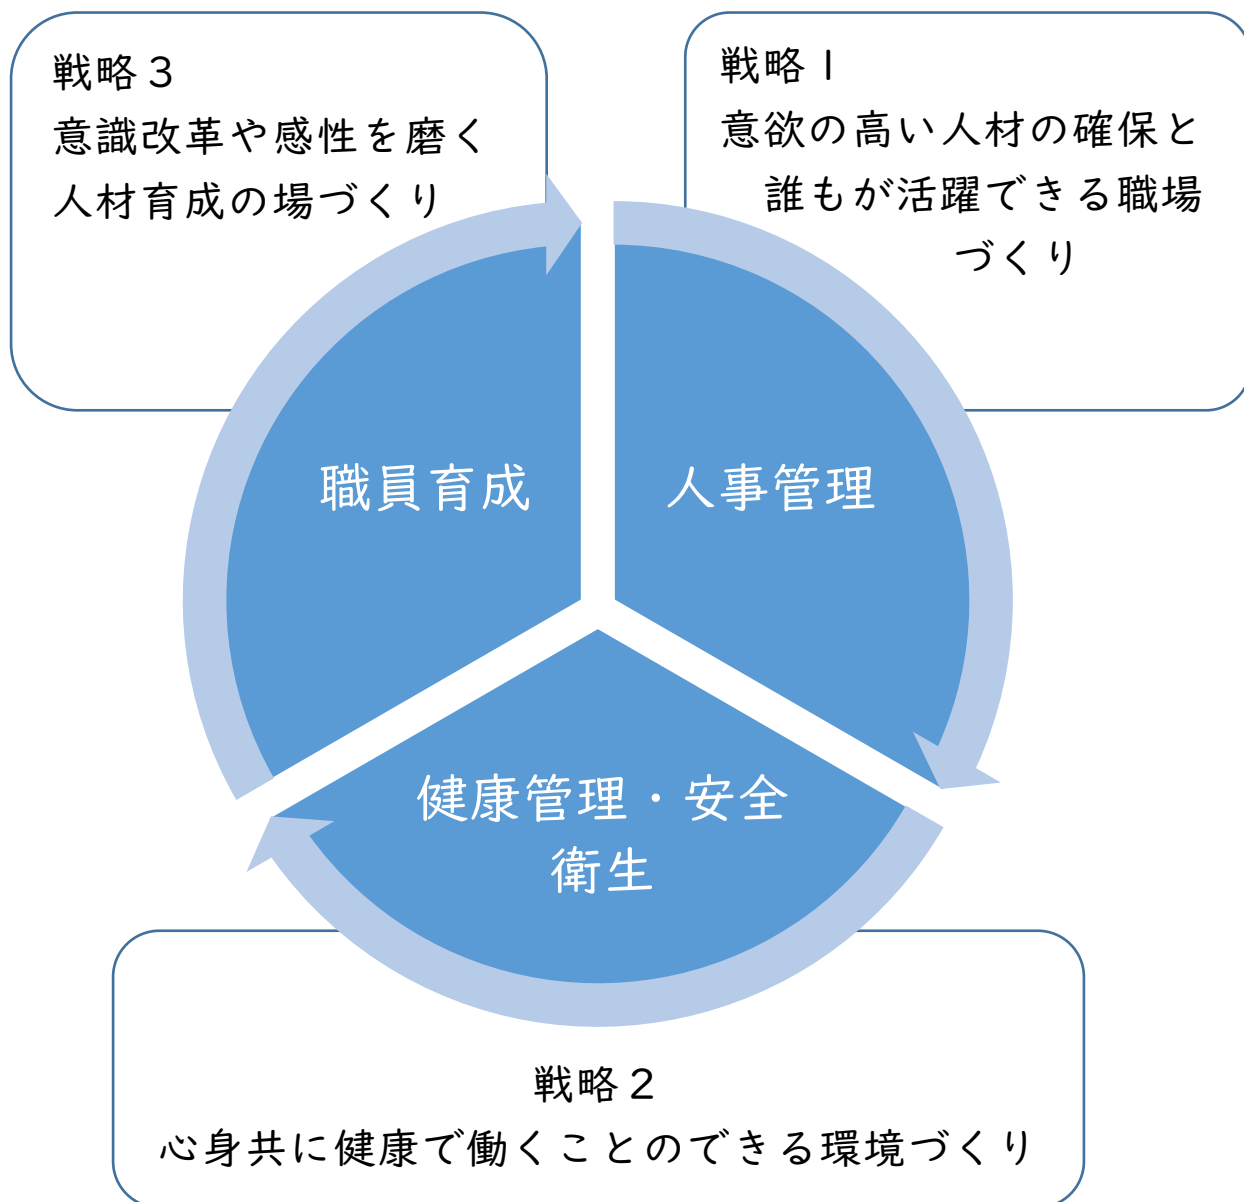 戦略3
意識改革や感性を磨く
人材育成の場づくり
戦略1
意欲の高い人材の確保と
誰もが活躍できる職場
づくり
職員育成
人事管理
健康管理・安全
衛生
戦略2
心身共に健康で働くことのできる環境づくり